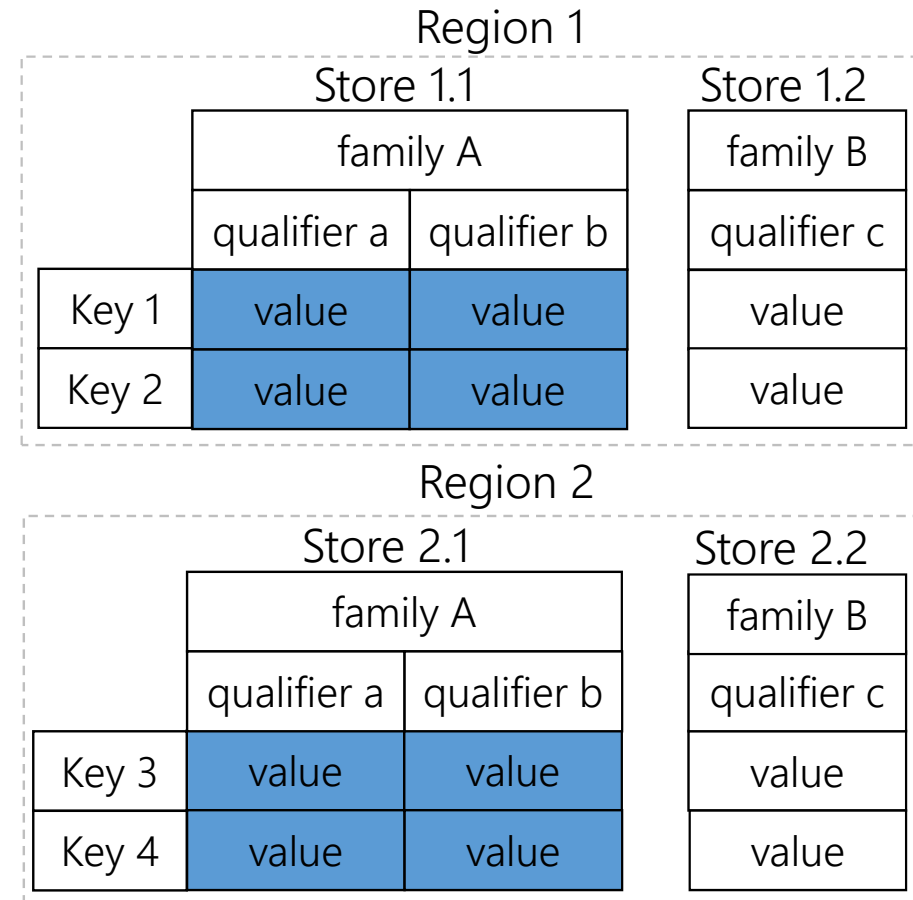 Region 1
Store 1.1 Store 1.2
family A family B
qualifier a qualifier b qualifier c
Key 1 value value value
Key 2 value value value
Region 2
Store 2.1 Store 2.2
family A family B
qualifier a qualifier b qualifier c
Key 3 value value value
Key 4 value value value